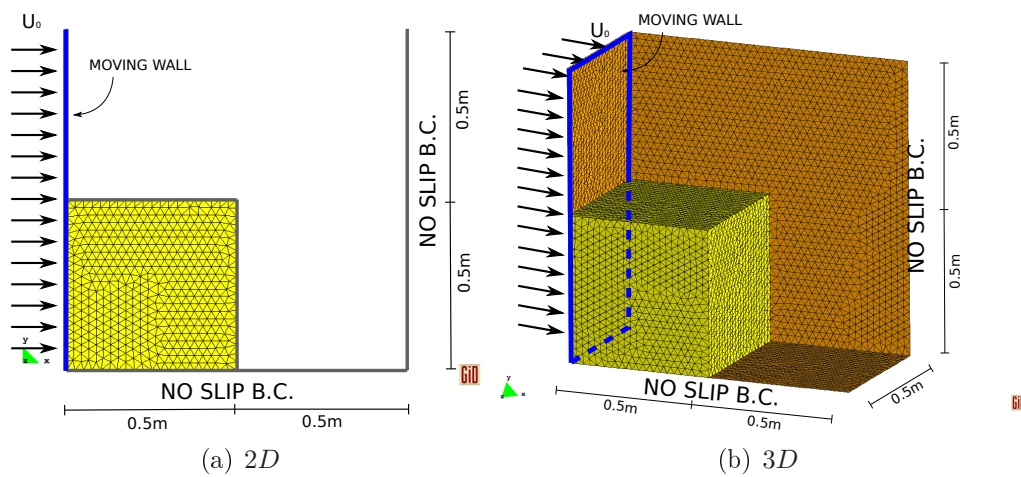 U₀
MOVING WALL
0.5m
NO SLIP B.C.
0.5m
y
z x
GiD
NO SLIP B.C.
0.5m
0.5m
(a) 2D
MOVING WALL
U₀
0.5m
NO SLIP B.C.
0.5m
y
z x
NO SLIP B.C.
0.5m
0.5m
0.5m
Gi
(b) 3D